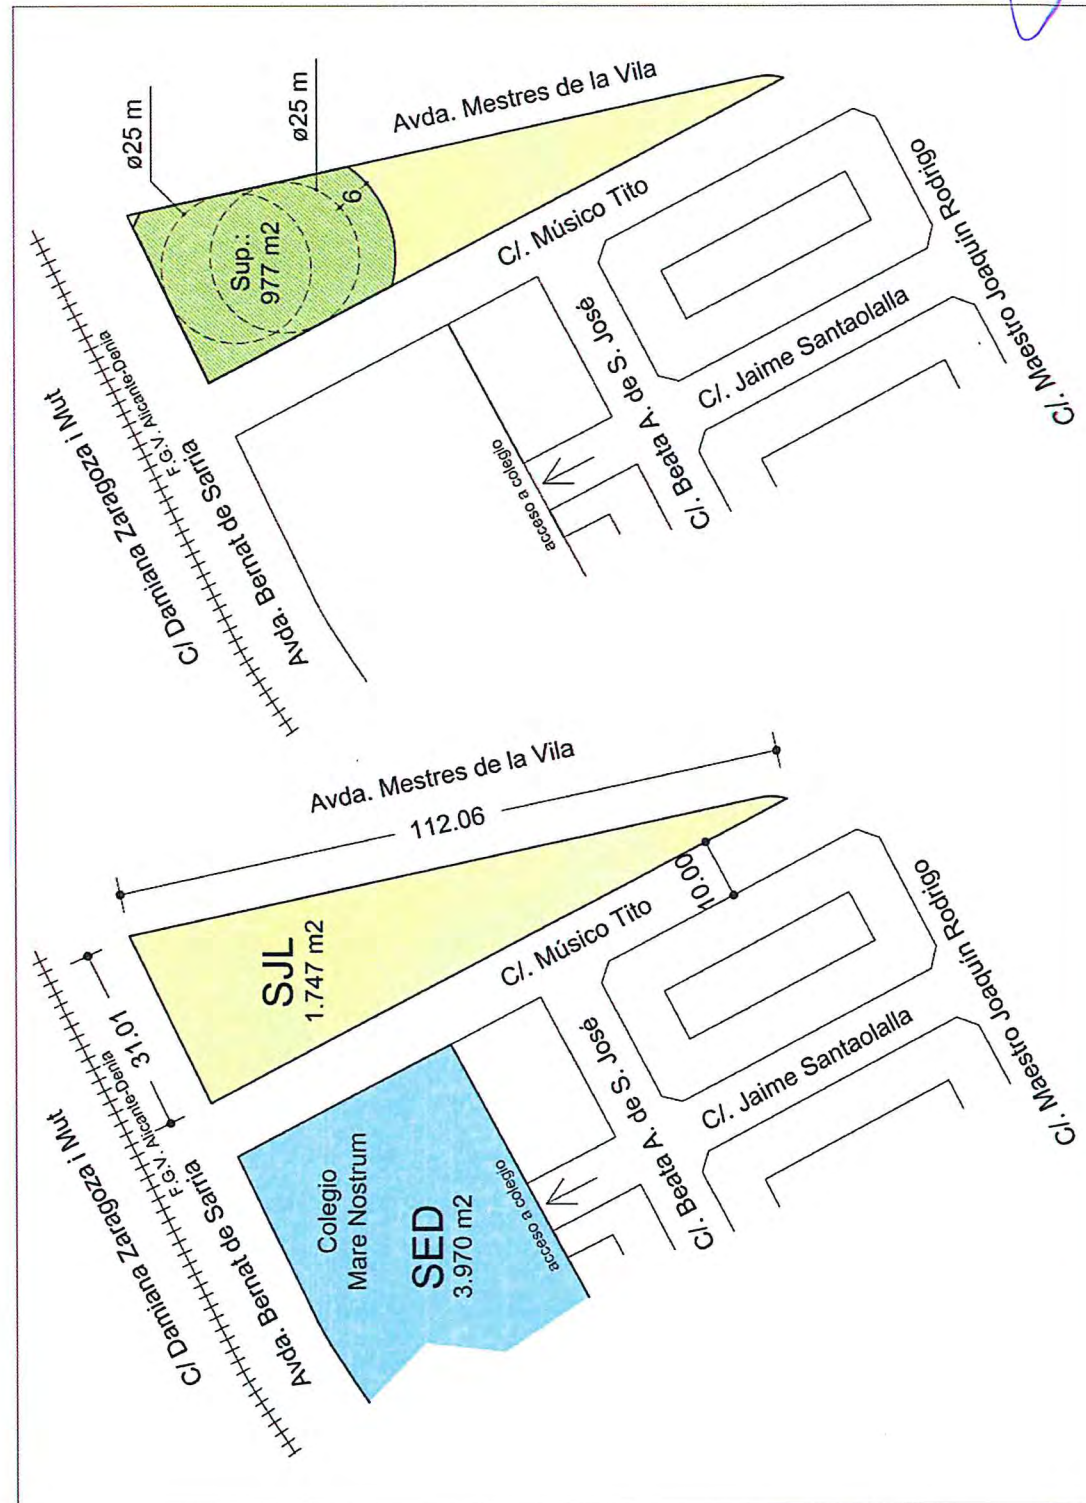 ø25 m
ø25 m
Avda. Mestres de la Vila
Sup.:
977 m2
6
C/. Músico Tito
C/ Damiana Zaragoza i Mut
F.G.V. Alicante-Denia
Avda. Bernat de Sarria
acceso a colegio
C/. Beata A. de S. José
C/. Jaime Santaolalla
C/. Maestro Joaquín Rodrigo
Avda. Mestres de la Vila
112.06
31.01
SJL
1.747 m2
10.00
C/. Músico Tito
C/ Damiana Zaragoza i Mut
F.G.V. Alicante-Denia
Avda. Bernat de Sarria
Colegio
Mare Nostrum
SED
3.970 m2
acceso a colegio
C/. Beata A. de S. José
C/. Jaime Santaolalla
C/. Maestro Joaquín Rodrigo